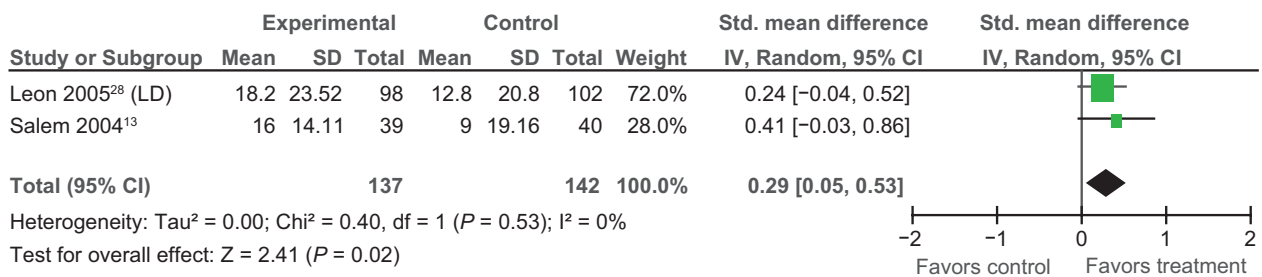 Experimental Control Std. mean difference Std. mean difference
Study or Subgroup Mean SD Total Mean SD Total Weight IV, Random, 95% CI IV, Random, 95% CI
Leon 2005²⁸ (LD) 18.2 23.52 98 12.8 20.8 102 72.0% 0.24 [−0.04, 0.52]
Salem 2004¹³ 16 14.11 39 9 19.16 40 28.0% 0.41 [−0.03, 0.86]
Total (95% CI) 137 142 100.0% 0.29 [0.05, 0.53]
Heterogeneity: Tau² = 0.00; Chi² = 0.40, df = 1 (P = 0.53); I² = 0%
Test for overall effect: Z = 2.41 (P = 0.02)
−2 −1 0 1 2
Favors control Favors treatment